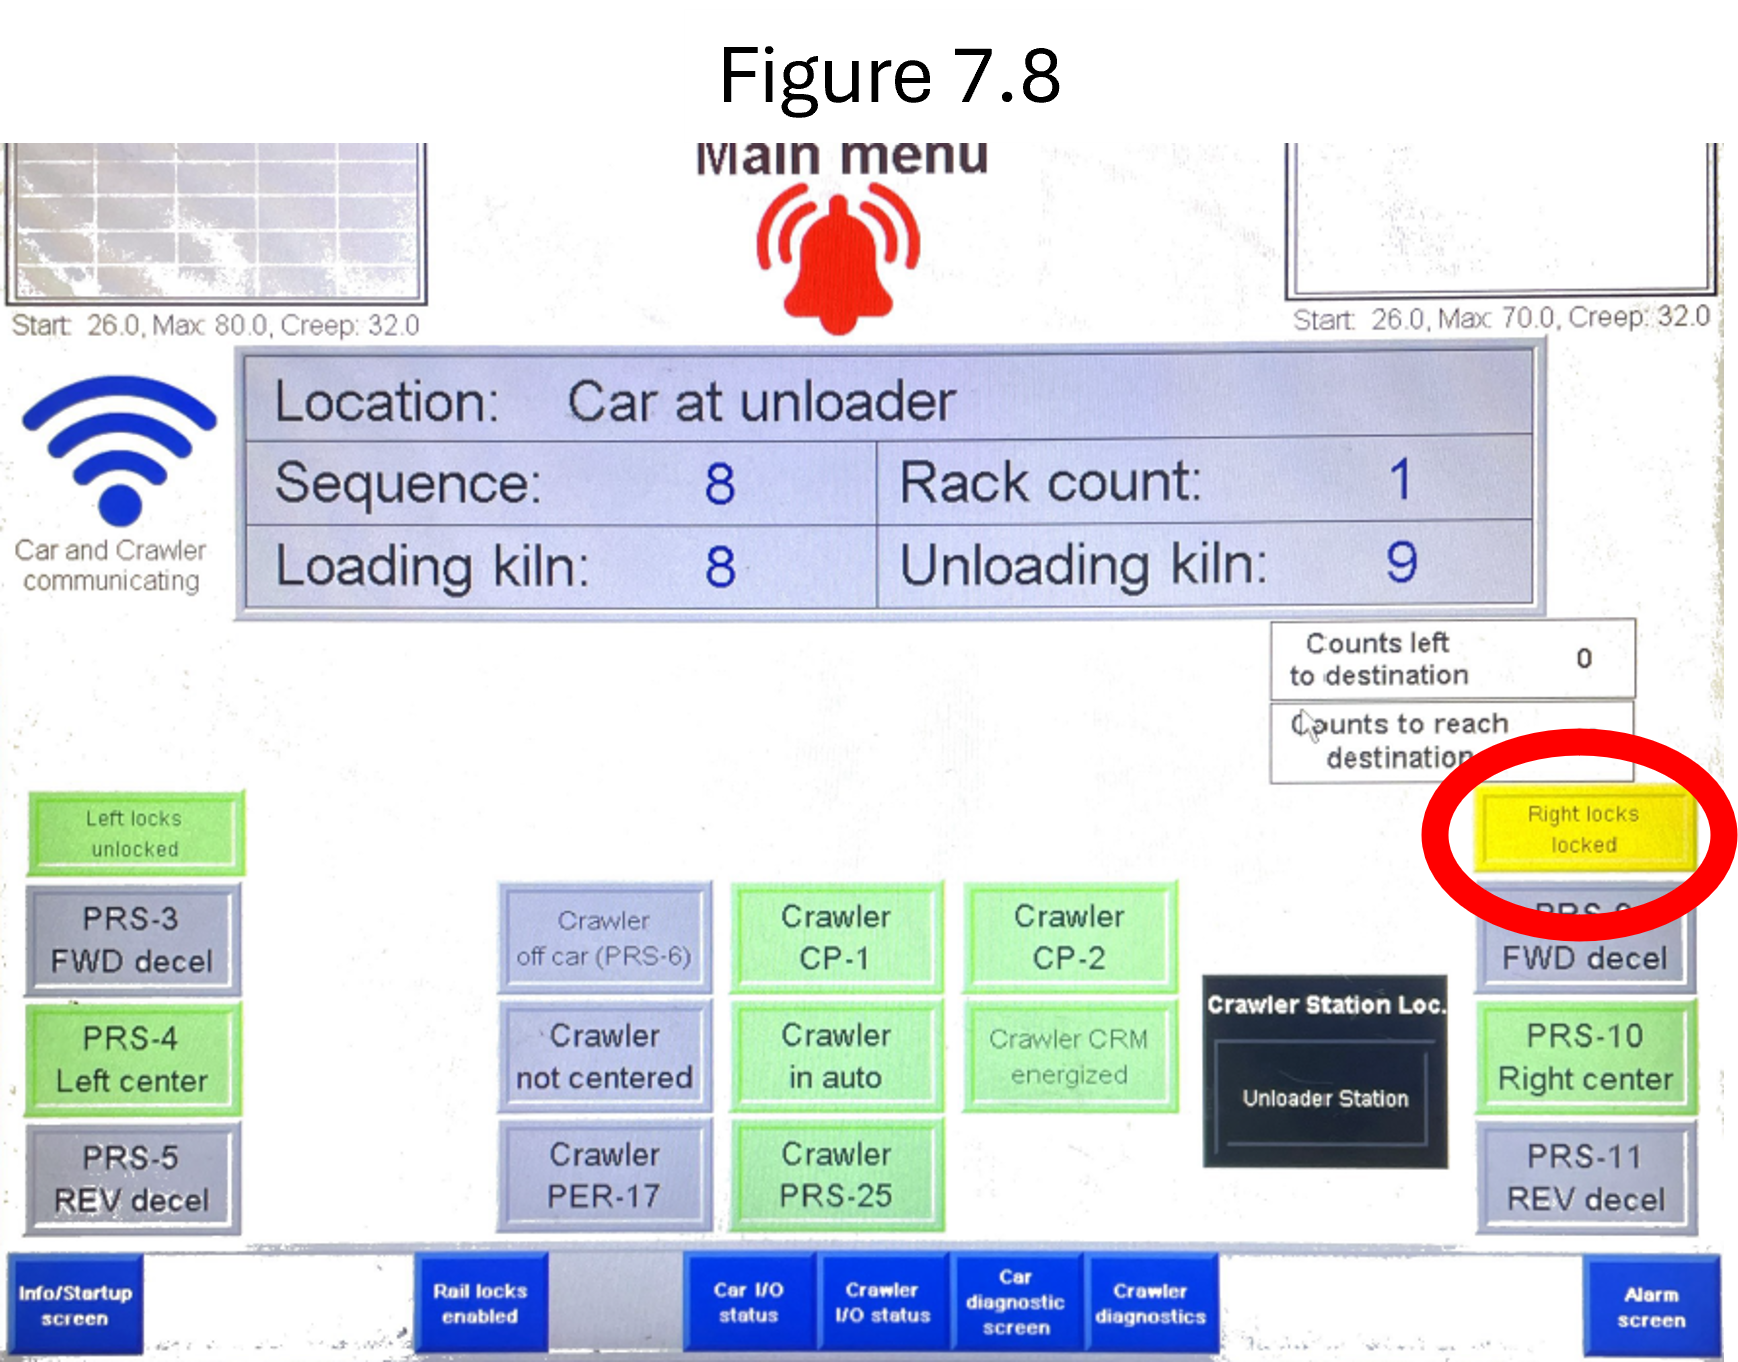 Figure 7.8
Main menu
Start: 26.0, Max: 80.0, Creep: 32.0
Start: 26.0, Max: 70.0, Creep: 32.0
Location: Car at unloader
Sequence: 8 Rack count: 1
Loading kiln: 8 Unloading kiln: 9
Car and Crawler
communicating
Counts left
to destination 0
Counts to reach
destination
Left locks
unlocked
Right locks
locked
PRS-3
FWD decel
Crawler
off car (PRS-6)
Crawler
CP-1
Crawler
CP-2
FWD decel
PRS-4
Left center
Crawler
not centered
Crawler
in auto
Crawler CRM
energized
Crawler Station Loc.
Unloader Station
PRS-10
Right center
PRS-5
REV decel
Crawler
PER-17
Crawler
PRS-25
PRS-11
REV decel
Info/Startup
screen
Rail locks
enabled
Car I/O
status
Crawler
I/O status
Car
diagnostic
screen
Crawler
diagnostics
Alarm
screen